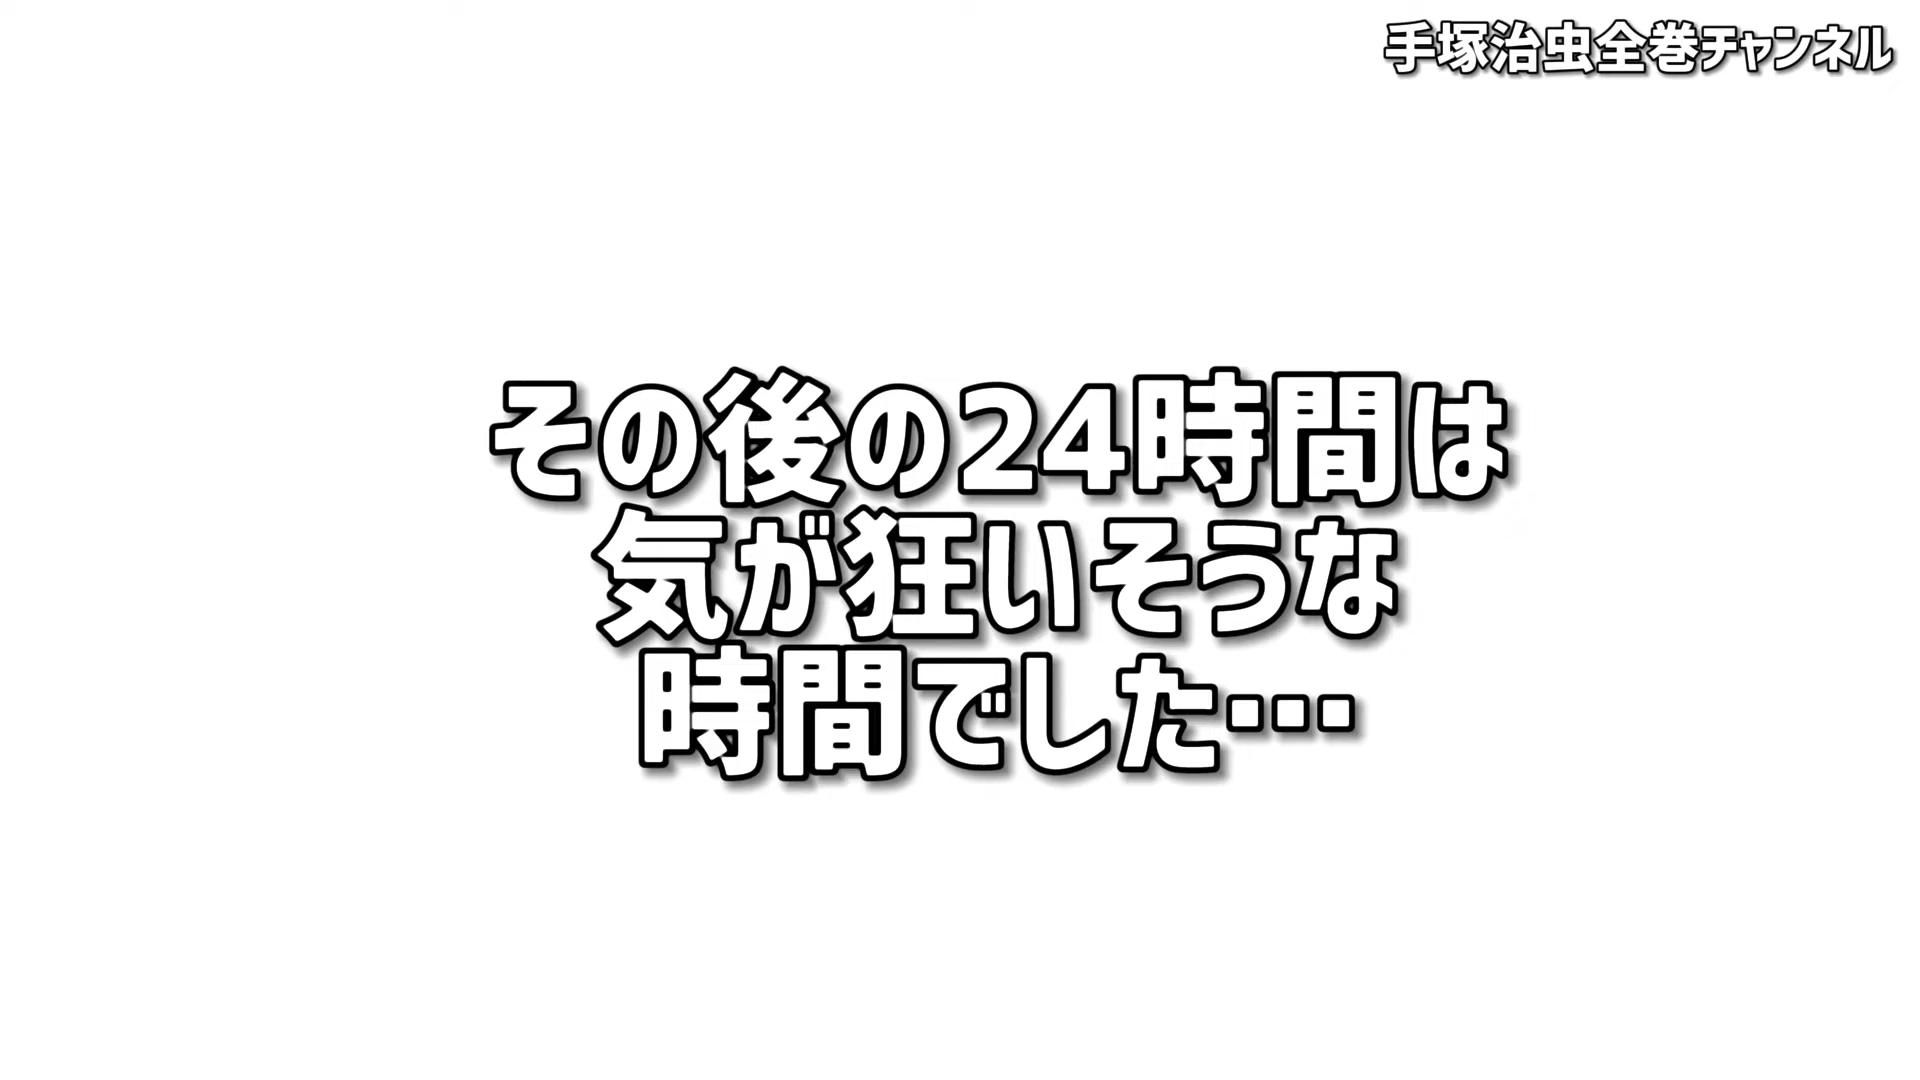 手塚治虫全巻チャンネル
その後の24時間は
気が狂いそうな
時間でした…